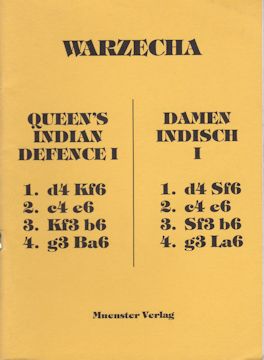 WARZECHA
QUEEN'S
INDIAN
DEFENCE I
1. d4 Kf6
2. c4 e6
3. Kf3 b6
4. g3 Ba6
DAMEN
INDISCH
I
1. d4 Sf6
2. c4 e6
3. Sf3 b6
4. g3 La6
Muenster Verlag